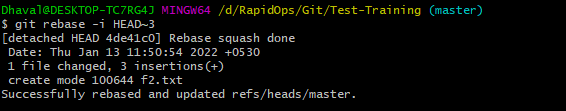 Dhaval@DESKTOP-TC7RG4J MINGW64 /d/RapidOps/Git/Test-Training (master)
$ git rebase -i HEAD~3
[detached HEAD 4de41c0] Rebase squash done
 Date: Thu Jan 13 11:50:54 2022 +0530
 1 file changed, 3 insertions(+)
 create mode 100644 f2.txt
Successfully rebased and updated refs/heads/master.